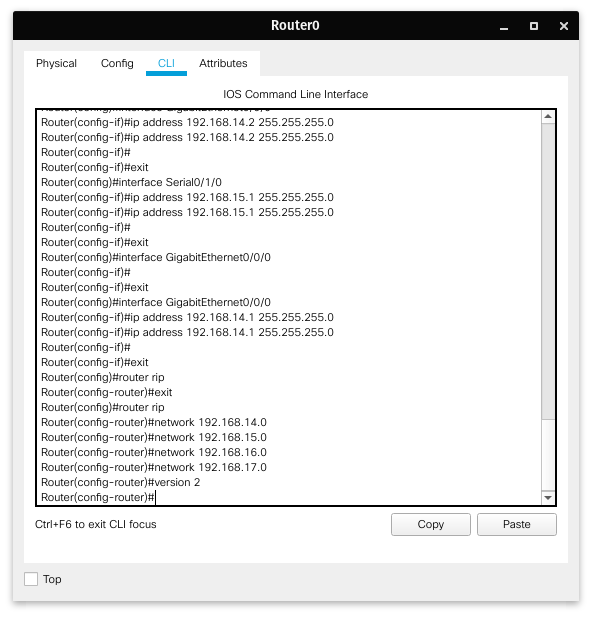 Router0
Physical Config CLI Attributes
IOS Command Line Interface
Router(config-if)#ip address 192.168.14.2 255.255.255.0
Router(config-if)#ip address 192.168.14.2 255.255.255.0
Router(config-if)#
Router(config-if)#exit
Router(config)#interface Serial0/1/0
Router(config-if)#ip address 192.168.15.1 255.255.255.0
Router(config-if)#ip address 192.168.15.1 255.255.255.0
Router(config-if)#
Router(config-if)#exit
Router(config)#interface GigabitEthernet0/0/0
Router(config-if)#
Router(config-if)#exit
Router(config)#interface GigabitEthernet0/0/0
Router(config-if)#ip address 192.168.14.1 255.255.255.0
Router(config-if)#ip address 192.168.14.1 255.255.255.0
Router(config-if)#
Router(config-if)#exit
Router(config)#router rip
Router(config-router)#exit
Router(config)#router rip
Router(config-router)#network 192.168.14.0
Router(config-router)#network 192.168.15.0
Router(config-router)#network 192.168.16.0
Router(config-router)#network 192.168.17.0
Router(config-router)#version 2
Router(config-router)#
Ctrl+F6 to exit CLI focus
Copy Paste
Top